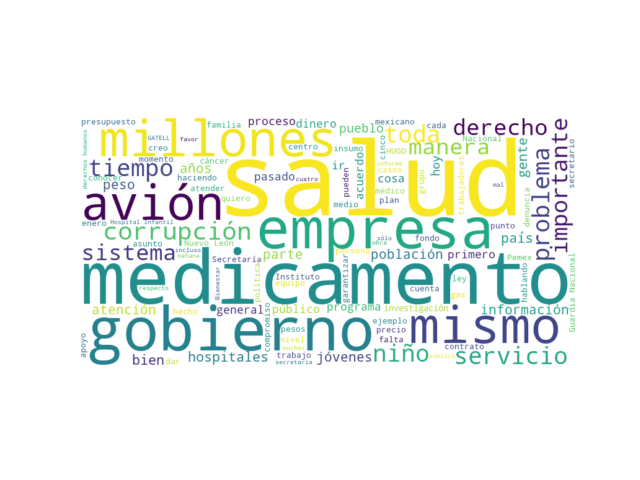 presupuesto
familia
proceso
dinero
mexicano
cada
millones
GATELL
favor
creo
centro
insumo
pueblo
cinco
toda
Nacional
derecho
HUGO
manera
problema
importante
secretario
derechos humanos
tiempo
momento
cáncer
años
haciendo
atender
conocer
peso
quiero
pasado
cuatro
ir
pueden
acuerdo
casos
informe
cosa
hoy
grupo
trabajadores
gente
denuncia
mal
salud
avión
medio
médico
plan
enero
Hospital Infantil
corrupción
empresa
punto
país
asunto
Nuevo León
sólo
obra
fondo
sistema
incluso
mañana
Secretaría
parte
persona
población
primero
Pemex
hablando
Guardia Nacional
respecto
Bienestar
política
Instituto
equipo
garantizar
medicamento
cuenta
ley
gas
atención
hecho
general
compromiso
público
programa
investigación
información
apoyo
gobierno
pesos
nivel
muchas
ejemplo
precio
falta
mismo
contrato
bien
dar
hospitales
trabajo
secretaria
jóvenes
niño
pública
servicio